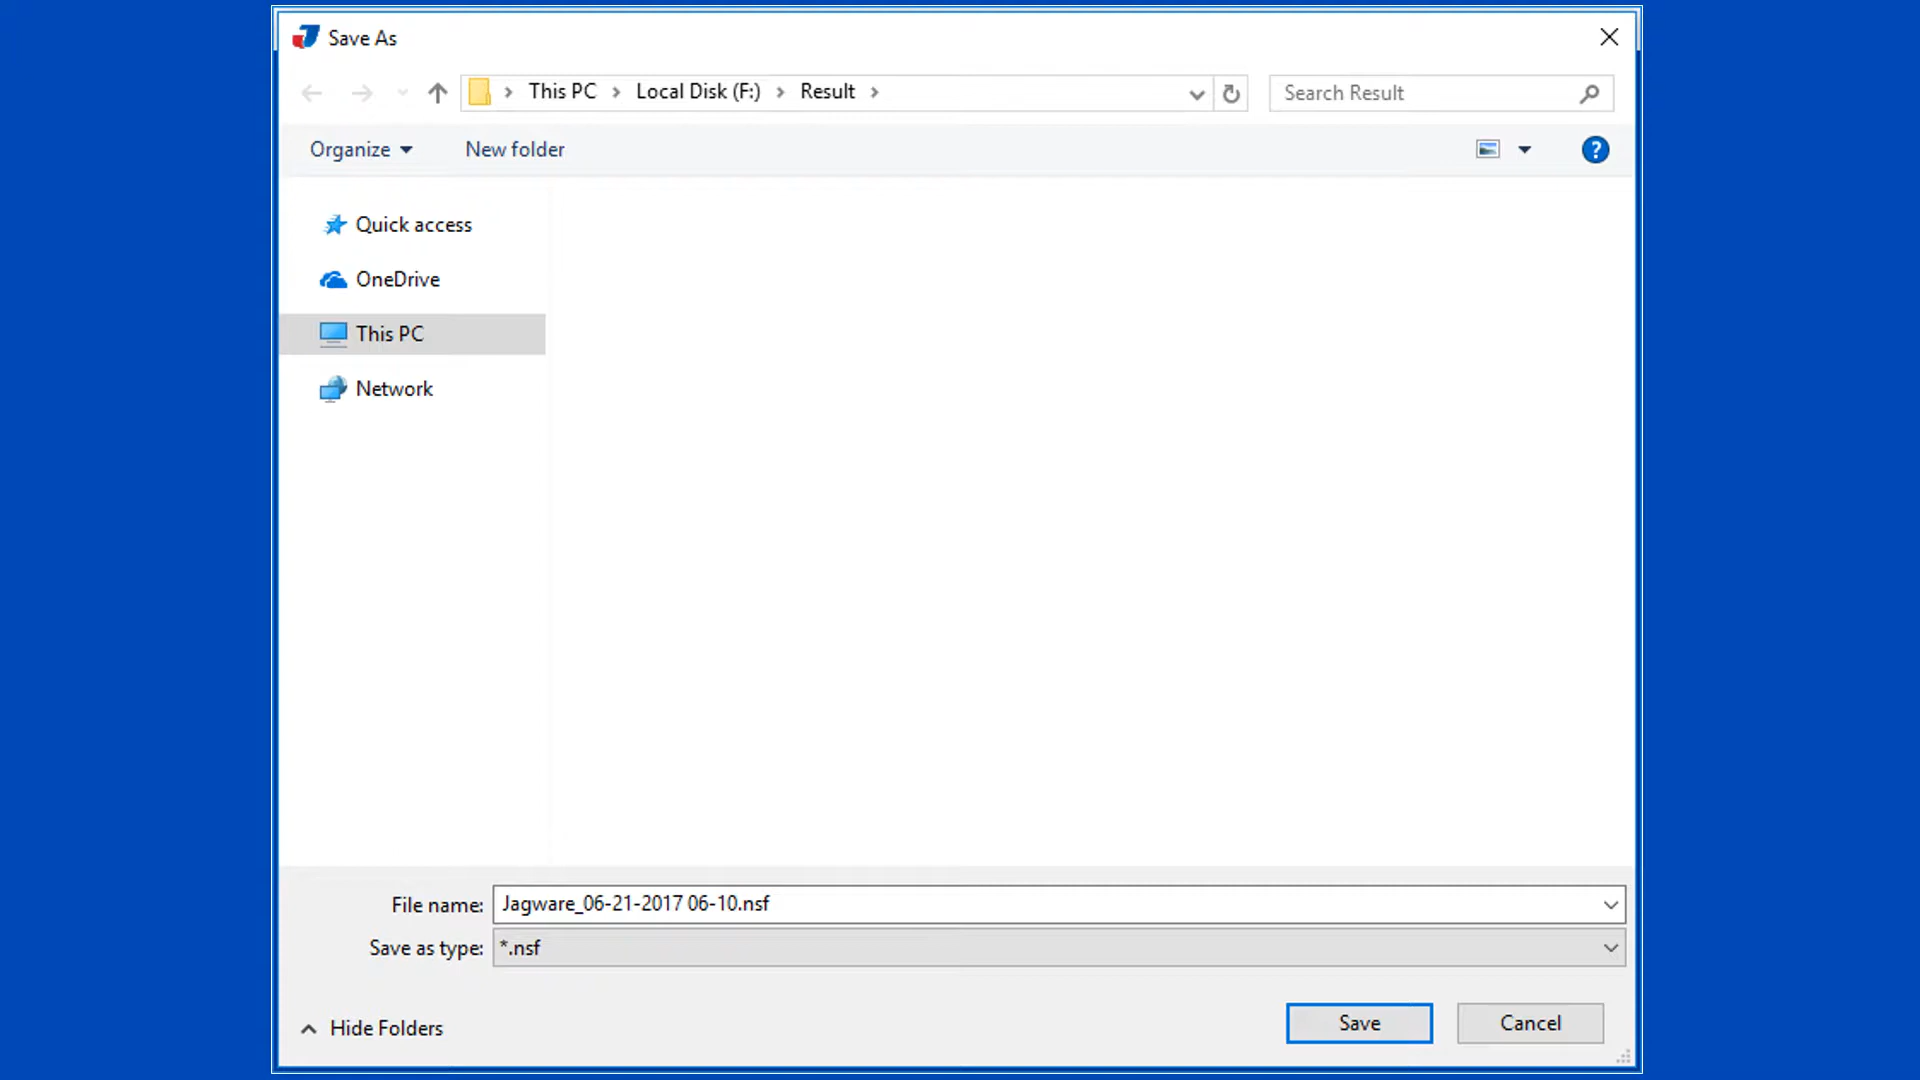 Save As
This PC > Local Disk (F:) > Result >
Search Result
Organize
New folder
?
Quick access
OneDrive
This PC
Network
File name: Jagware_06-21-2017 06-10.nsf
Save as type: *.nsf
Hide Folders
Save
Cancel